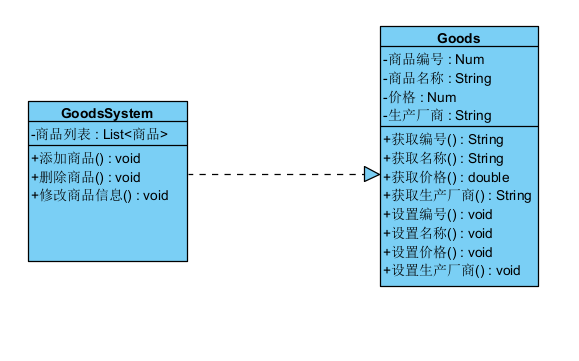 GoodsSystem
-商品列表 : List<商品>
+添加商品() : void
+删除商品() : void
+修改商品信息() : void
Goods
-商品编号 : Num
-商品名称 : String
-价格 : Num
-生产厂商 : String
+获取编号() : String
+获取名称() : String
+获取价格() : double
+获取生产厂商() : String
+设置编号() : void
+设置名称() : void
+设置价格() : void
+设置生产厂商() : void